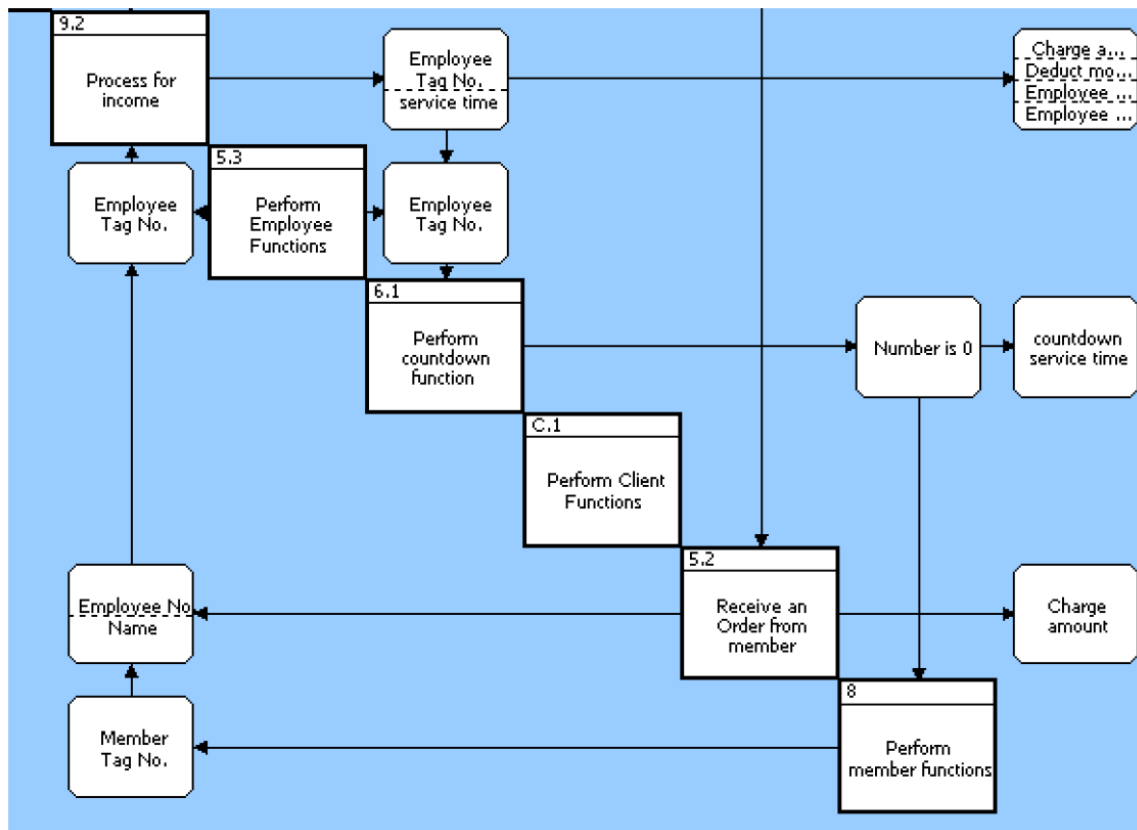 9.2
Process for
income
Employee
Tag No.
service time
Charge a...
Deduct mo...
Employee ...
Employee ...
Employee
Tag No.
5.3
Perform
Employee
Functions
Employee
Tag No.
6.1
Perform
countdown
function
Number is 0
countdown
service time
C.1
Perform Client
Functions
Employee No
Name
5.2
Receive an
Order from
member
Charge
amount
Member
Tag No.
8
Perform
member functions